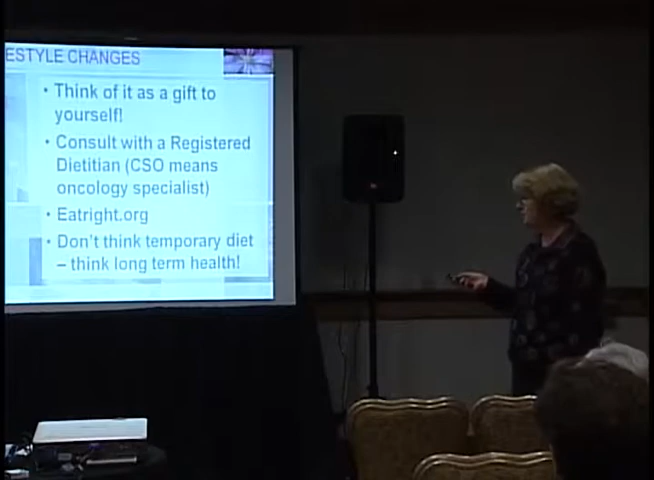 ESTYLE CHANGES
• Think of it as a gift to
yourself!
• Consult with a Registered
Dietitian (CSO means
oncology specialist)
• Eatright.org
• Don't think temporary diet
– think long term health!